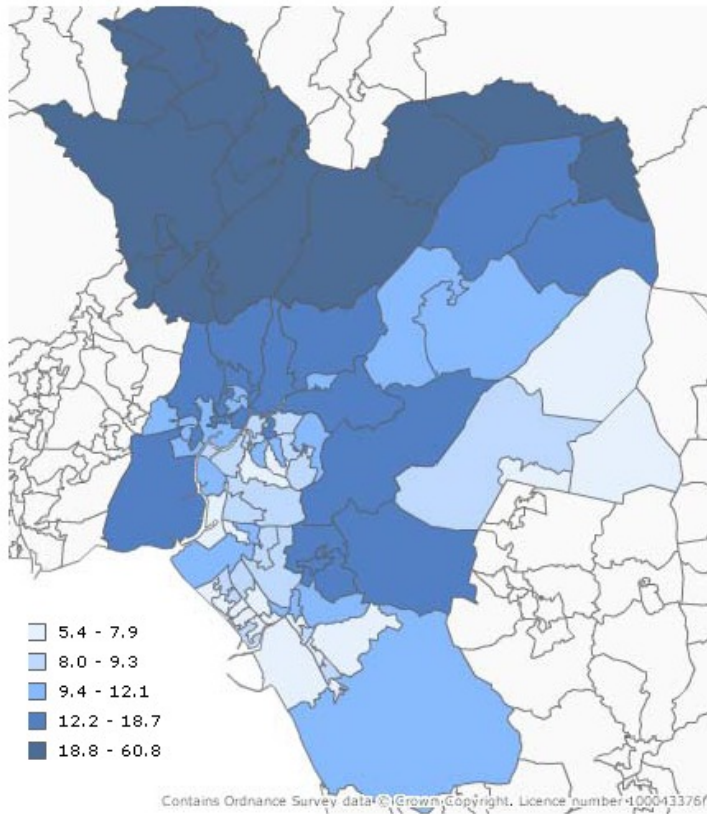 5.4 - 7.9
8.0 - 9.3
9.4 - 12.1
12.2 - 18.7
18.8 - 60.8
Contains Ordnance Survey data © Crown Copyright. Licence number 100043376